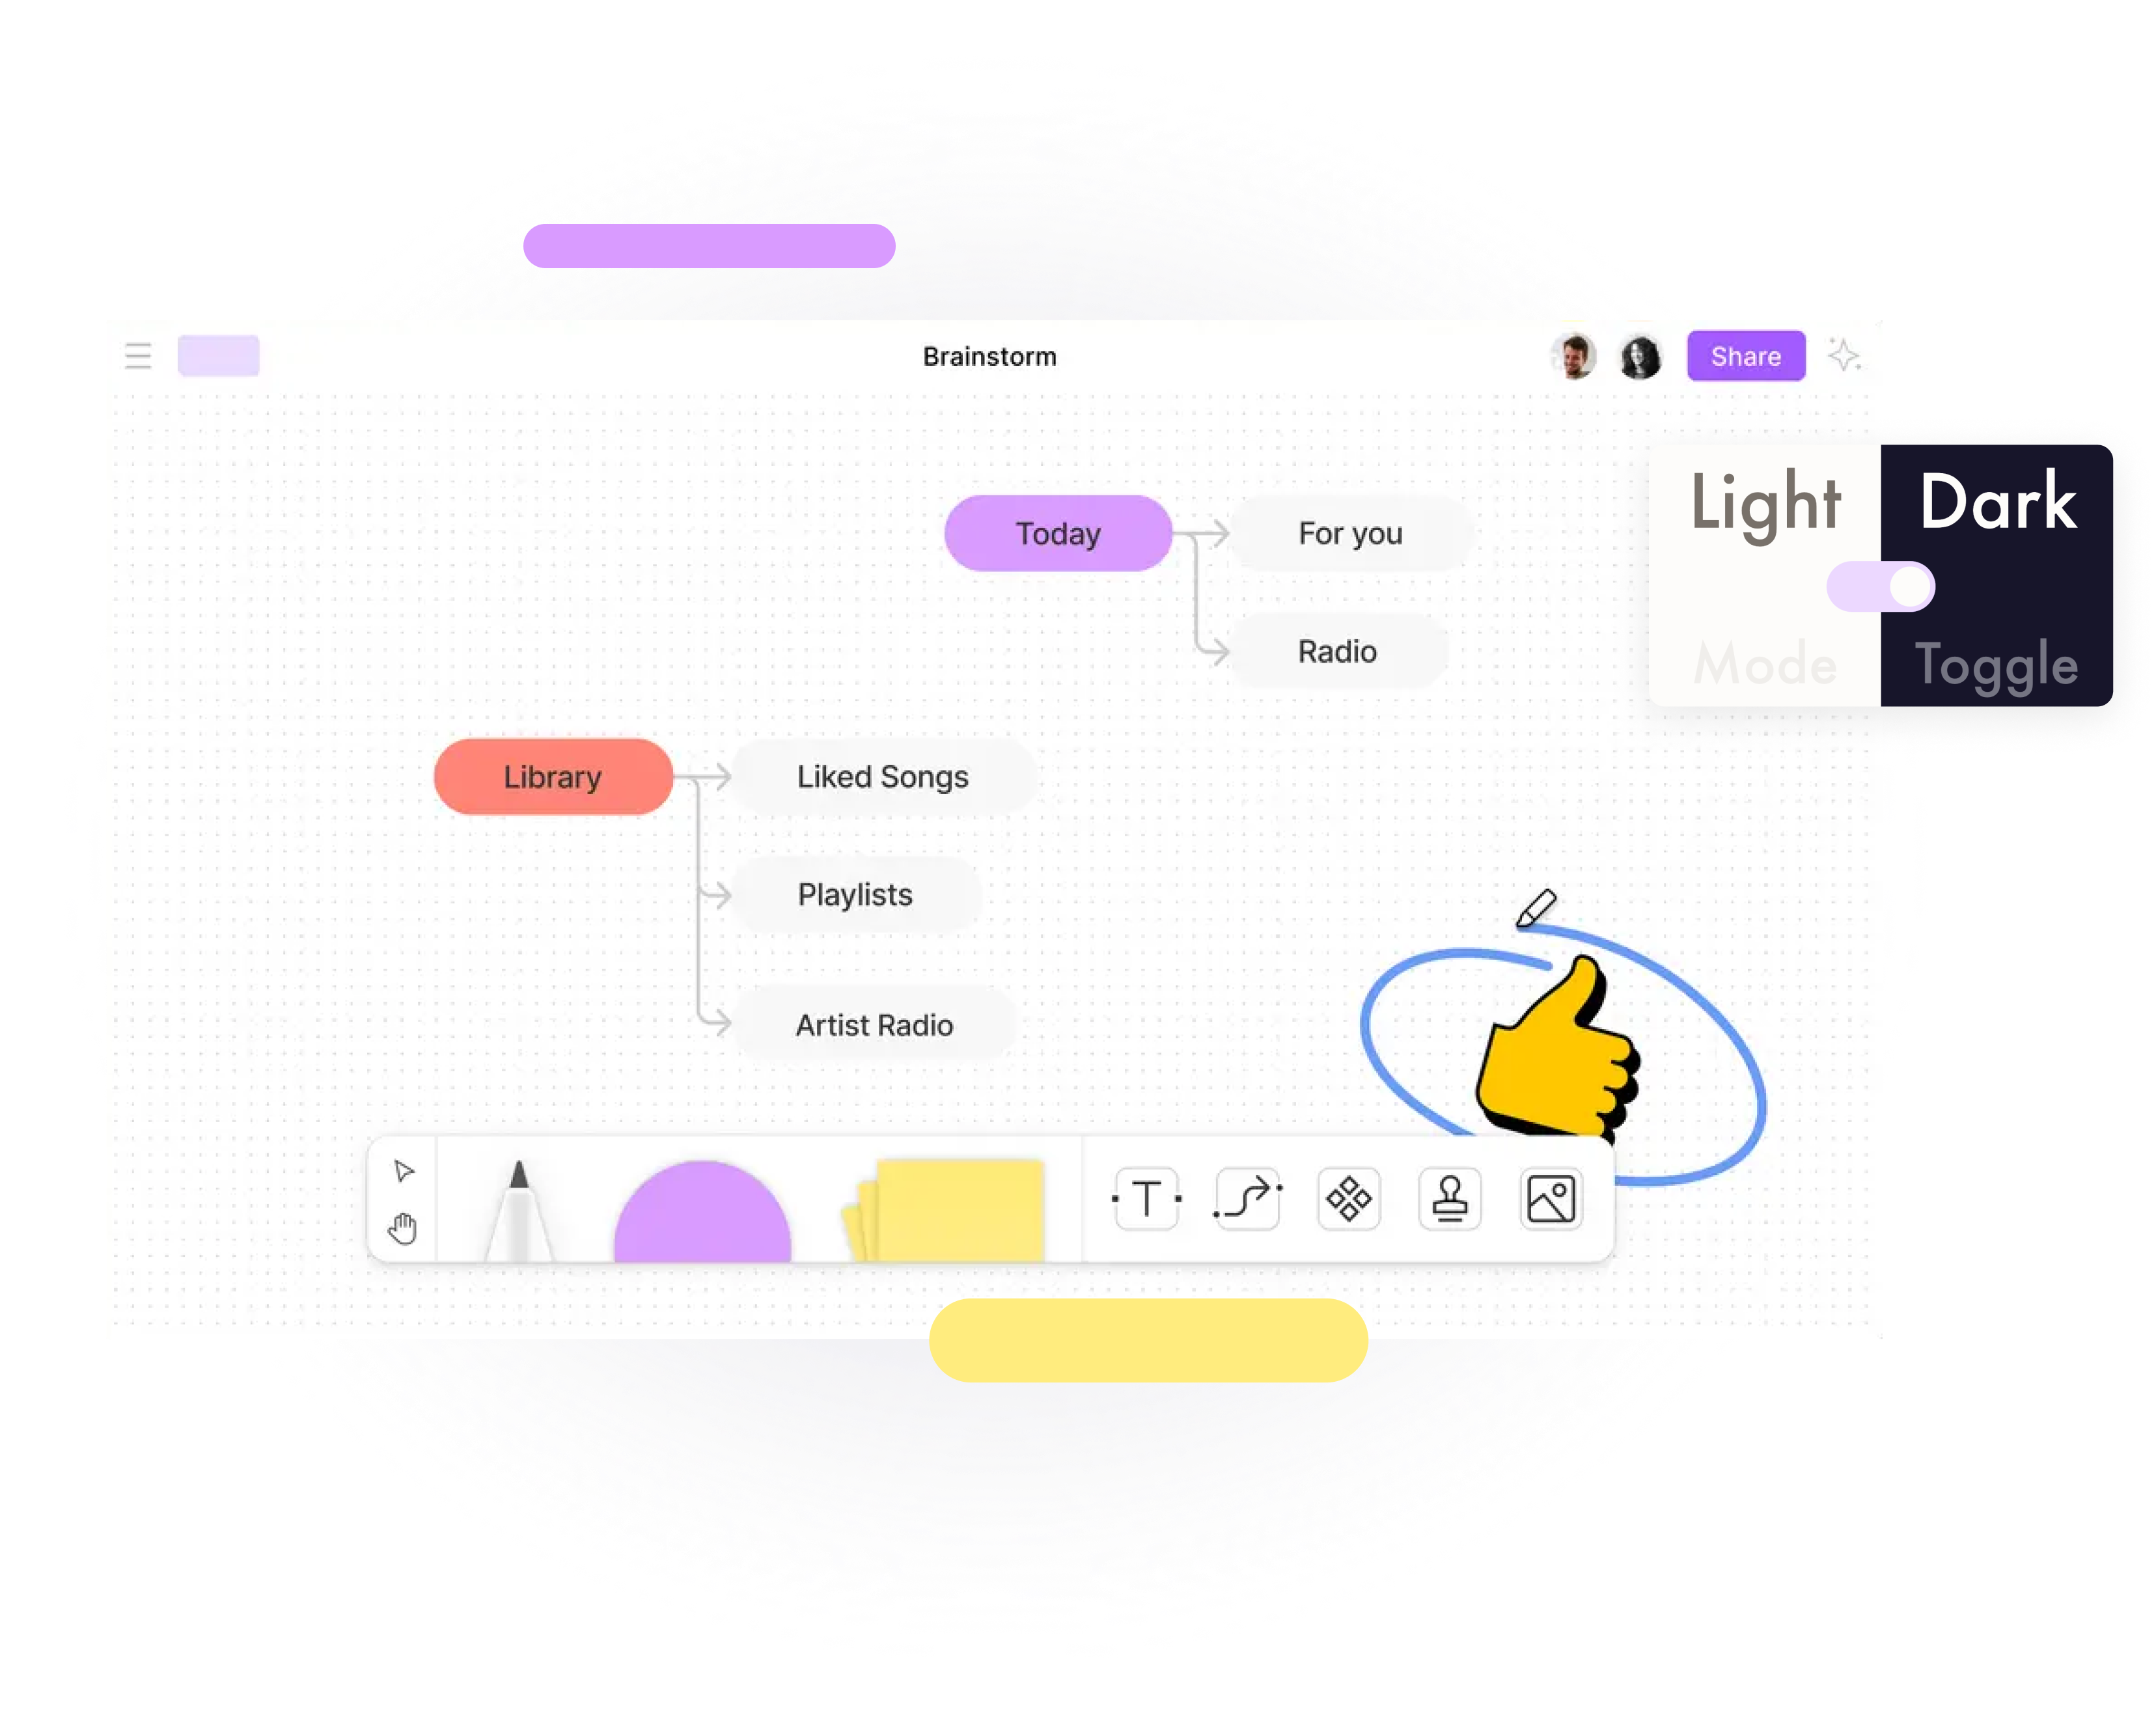 Brainstorm
Share
Light Dark
Mode Toggle
Today
For you
Radio
Library
Liked Songs
Playlists
Artist Radio
T